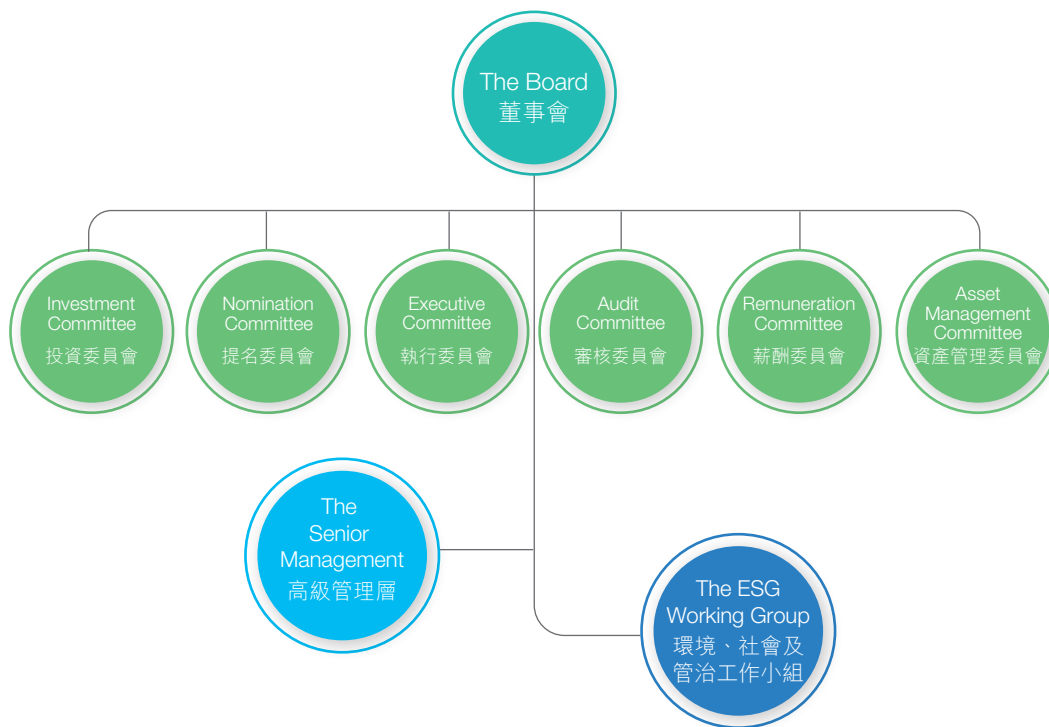 The Board
董事會
Investment
Committee
投資委員會
Nomination
Committee
提名委員會
Executive
Committee
執行委員會
Audit
Committee
審核委員會
Remuneration
Committee
薪酬委員會
Asset
Management
Committee
資產管理委員會
The
Senior
Management
高級管理層
The ESG
Working Group
環境、社會及
管治工作小組